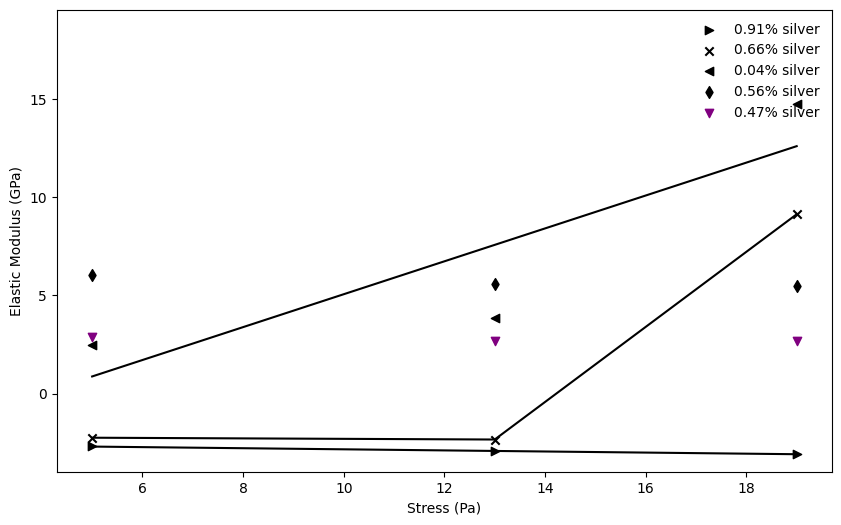 0.91% silver
0.66% silver
0.04% silver
0.56% silver
0.47% silver
15
10
5
0
Elastic Modulus (GPa)
6 8 10 12 14 16 18
Stress (Pa)